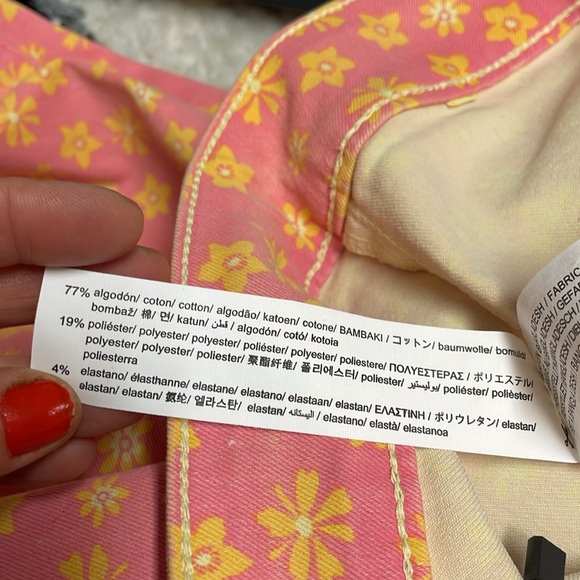 77% algodón/ coton/ cotton/ algodão/ katoen/ cotone/ BAMBAKI / コットン/ baumwolle/
bombaž/ 棉/ 면/ katun/ قطن / algodón/ cotó/ kotoia
19% poliéster/ polyester/ polyester/ poliéster/ polyester/ poliestere/ ΠΟΛΥΕΣΤΕΡΑΣ / ポリエステル/
polyester/ polyester/ poliester/ 聚酯纤维/ 폴리에스터/ poliester/ بوليستير/ poliéster/ polièster/
poliesterra
4% elastano/ élasthanne/ elastane/ elastano/ elastaan/ elastan/ ΕΛΑΣΤΙΝΗ / ポリウレタン/ elastan/
elastan/ elastan/ 氨纶/ 엘라스탄/ elastan/ اليستكانه / elastano/ elastà/ elastanoa